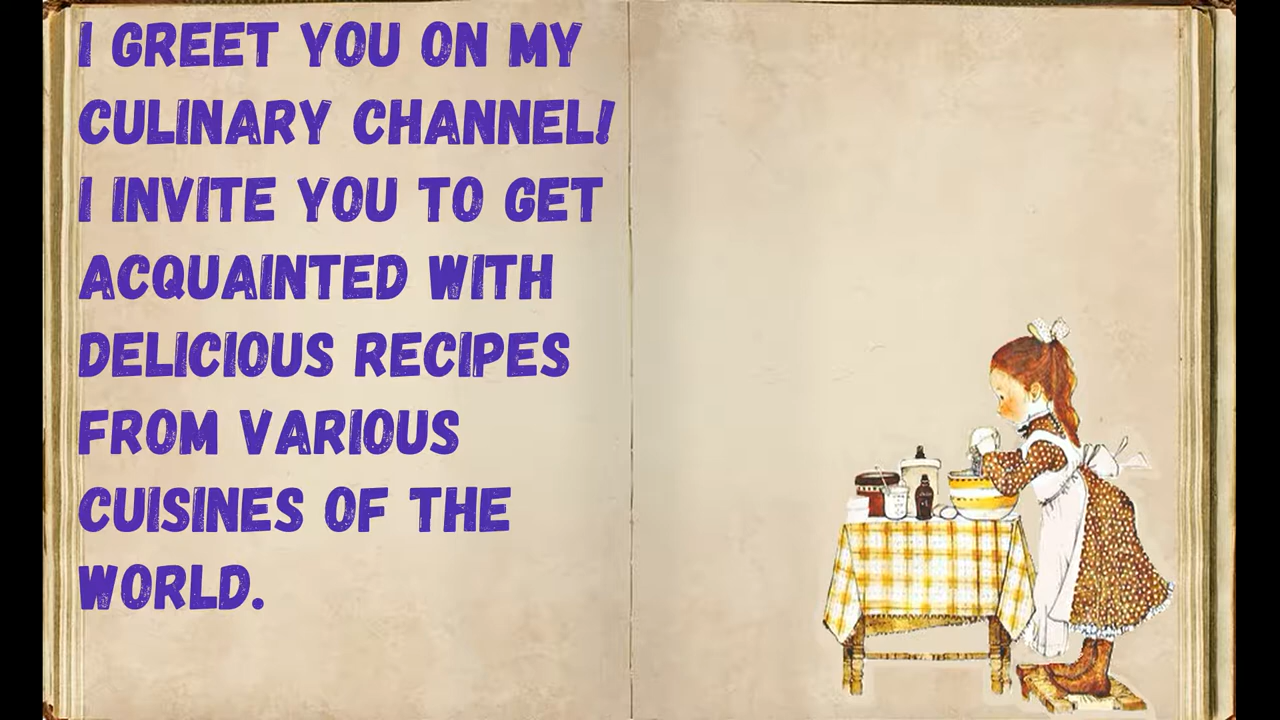 I GREET YOU ON MY
CULINARY CHANNEL!
I INVITE YOU TO GET
ACQUAINTED WITH
DELICIOUS RECIPES
FROM VARIOUS
CUISINES OF THE
WORLD.